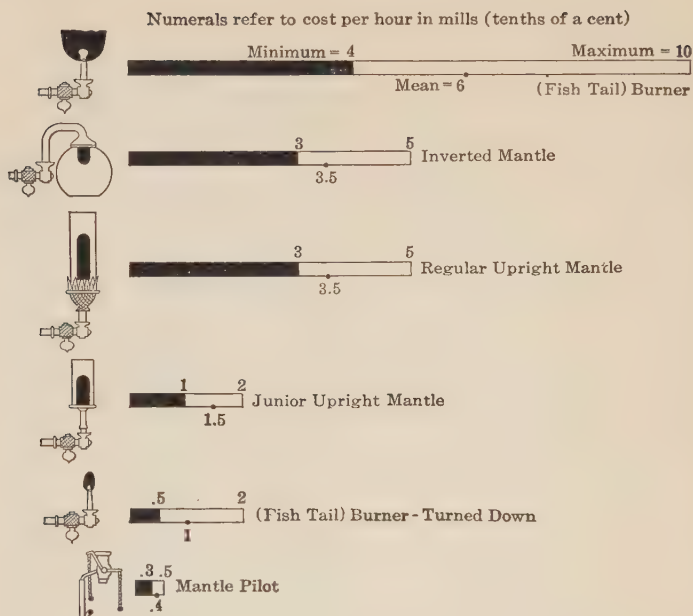 Numerals refer to cost per hour in mills (tenths of a cent)
Minimum = 4 Maximum = 10
Mean = 6 (Fish Tail) Burner
3 5
Inverted Mantle
3.5
3 5
Regular Upright Mantle
3.5
1 2
Junior Upright Mantle
1.5
.5 2
(Fish Tail) Burner - Turned Down
1
.3 .5
Mantle Pilot
.4